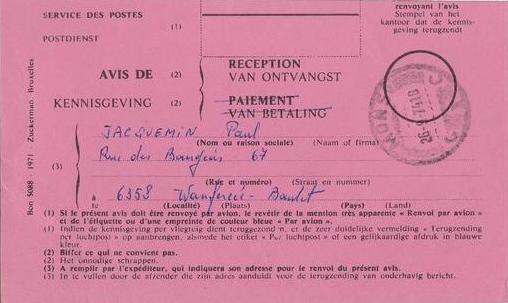 SERVICE DES POSTES
(1)
POSTDIENST
renvoyant l'avis
Stempel van het
kantoor dat de kennis-
geving terugzendt
AVIS DE (2) RECEPTION
VAN ONTVANGST
KENNISGEVING (2) PAIEMENT
VAN BETALING
JACQUEMIN Paul
(Nom ou raison sociale) (Naam of firma)
Rue des 67
(3)
(Rue et numéro) (Straat en nummer)
à
te 6358 Wanfercée-Baulet
(Localité) (Plaats) (Pays) (Land)
(1) Si le présent avis doit être renvoyé par avion, le revêtir de la mention très apparente « Renvoi par avion »
et de l'étiquette ou d'une empreinte de couleur bleue « Par avion ».
(1) Indien de kennisgeving per vliegtuig dient teruggezonden, et de zeer duidelijke vermelding « Terugzending
per luchtpost » op aanbrengen, alsmede het etiket « Per luchtpost » of een gelijkaardige afdruk in blauwe
kleur.
(2) Biffer ce qui ne convient pas.
(2) Het onnodige schrappen.
(3) A remplir par l'expéditeur, qui indiquera son adresse pour le renvoi du présent avis.
(3) In te vullen door de afzender die zijn adres aanduidt voor de terugzending van onderhavig bericht.
Bon 5088 - 1971 Zuckerman. Bruxelles
MONS